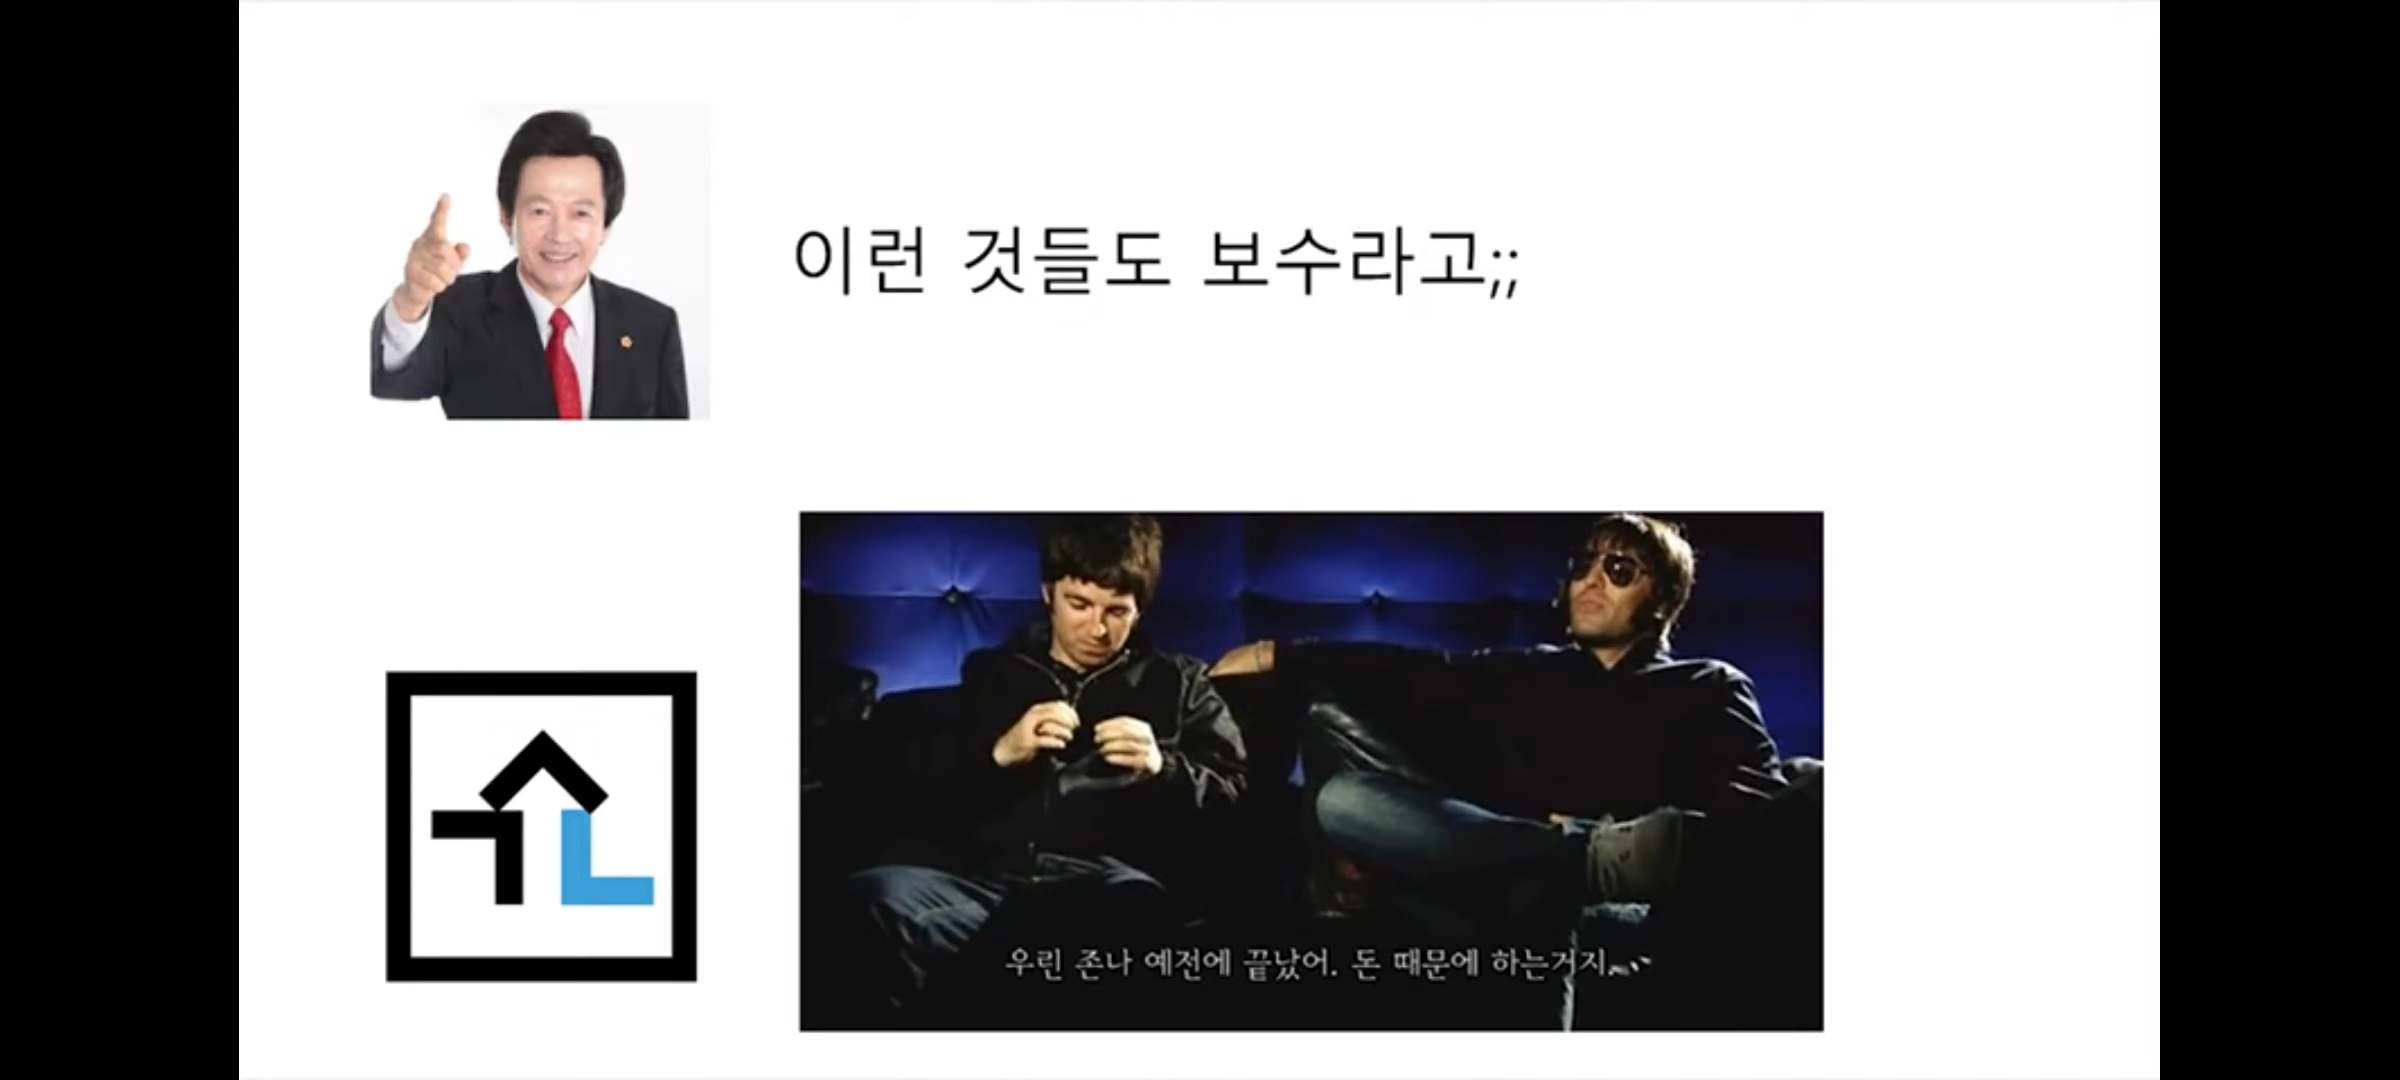 이런 것들도 보수라고;;
우린 존나 예전에 끝났어. 돈 때문에 하는거지